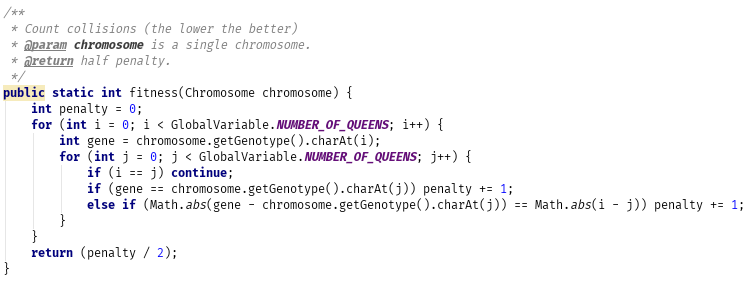 /**
 * Count collisions (the lower the better)
 * @param chromosome is a single chromosome.
 * @return half penalty.
 */
public static int fitness(Chromosome chromosome) {
    int penalty = 0;
    for (int i = 0; i < GlobalVariable.NUMBER_OF_QUEENS; i++) {
        int gene = chromosome.getGenotype().charAt(i);
        for (int j = 0; j < GlobalVariable.NUMBER_OF_QUEENS; j++) {
            if (i == j) continue;
            if (gene == chromosome.getGenotype().charAt(j)) penalty += 1;
            else if (Math.abs(gene - chromosome.getGenotype().charAt(j)) == Math.abs(i - j)) penalty += 1;
        }
    }
    return (penalty / 2);
}